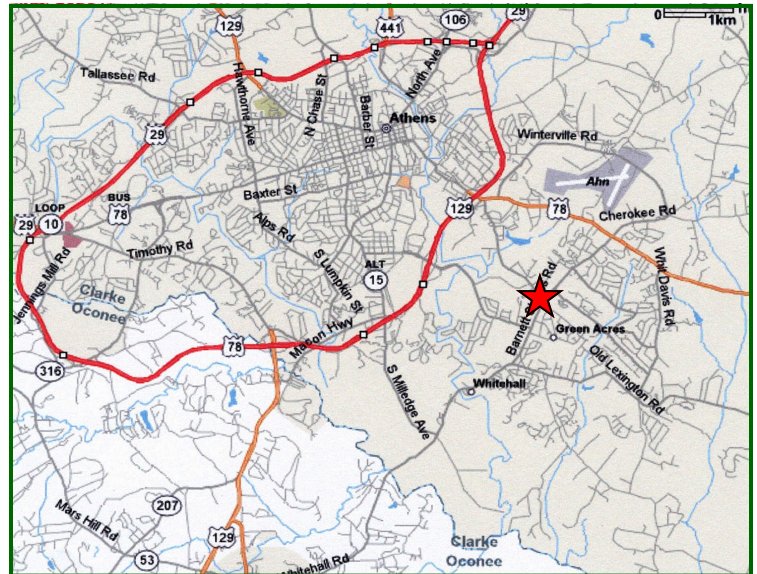 29
0
1km
129
441
106
Tallassee Rd
Hawthorne Ave
N Chase St
Barber St
North Ave
Athens
29
Winterville Rd
Ahn
BUS
78
Baxter St
LOOP
10
29
129
78
Cherokee Rd
Alps Rd
Timothy Rd
S Lumpkin St
ALT
15
Whit Davis Rd
Jennings Mill Rd
Clarke
Oconee
Barnett
Rd
Green Acres
Macon Hwy
78
316
Old Lexington Rd
Whitehall
S Milledge Ave
207
Mars Hill Rd
129
53
Whitehall Rd
Clarke
Oconee